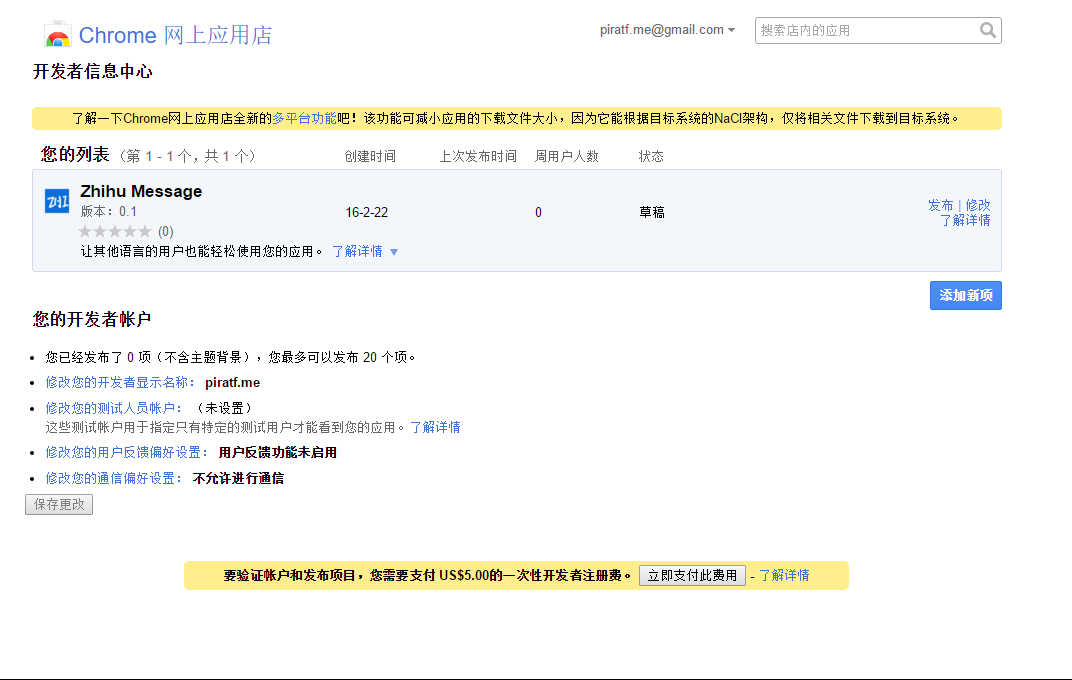 Chrome 网上应用店
piratf.me@gmail.com
搜索店内的应用
开发者信息中心
了解一下Chrome网上应用店全新的多平台功能吧！该功能可减小应用的下载文件大小，因为它能根据目标系统的NaCl架构，仅将相关文件下载到目标系统。
您的列表 （第 1 - 1 个，共 1 个） 创建时间 上次发布时间 周用户人数 状态
Zhihu Message
版本：0.1
16-2-22 0 草稿
发布 | 修改
了解详情
(0)
让其他语言的用户也能轻松使用您的应用。 了解详情
添加新项
您的开发者帐户
您已经发布了 0 项（不含主题背景），您最多可以发布 20 个项。
修改您的开发者显示名称： piratf.me
修改您的测试人员帐户： （未设置）
这些测试帐户用于指定只有特定的测试用户才能看到您的应用。了解详情
修改您的用户反馈偏好设置： 用户反馈功能未启用
修改您的通信偏好设置： 不允许进行通信
保存更改
要验证帐户和发布项目，您需要支付 US$5.00的一次性开发者注册费。 立即支付此费用 - 了解详情